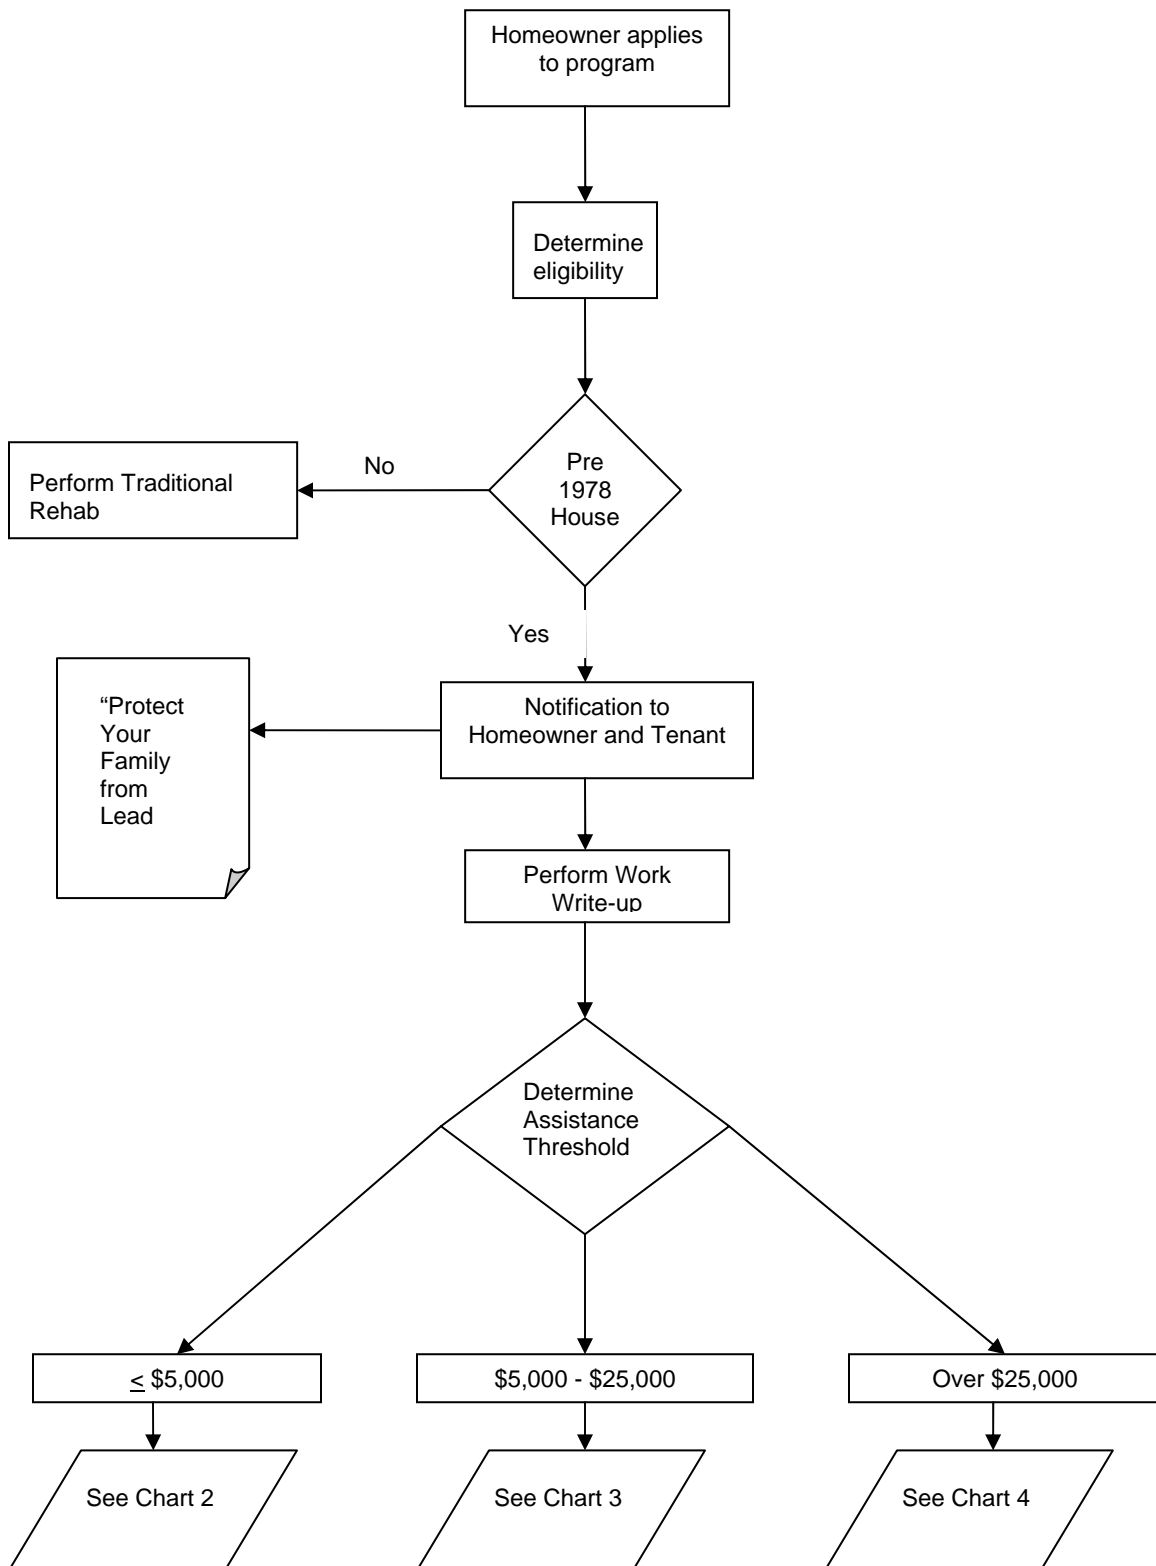 Homeowner applies
to program
Determine
eligibility
No
Perform Traditional
Rehab
Pre
1978
House
Yes
“Protect
Your
Family
from
Lead
Notification to
Homeowner and Tenant
Perform Work
Write-up
Determine
Assistance
Threshold
≤ $5,000
$5,000 - $25,000
Over $25,000
See Chart 2
See Chart 3
See Chart 4